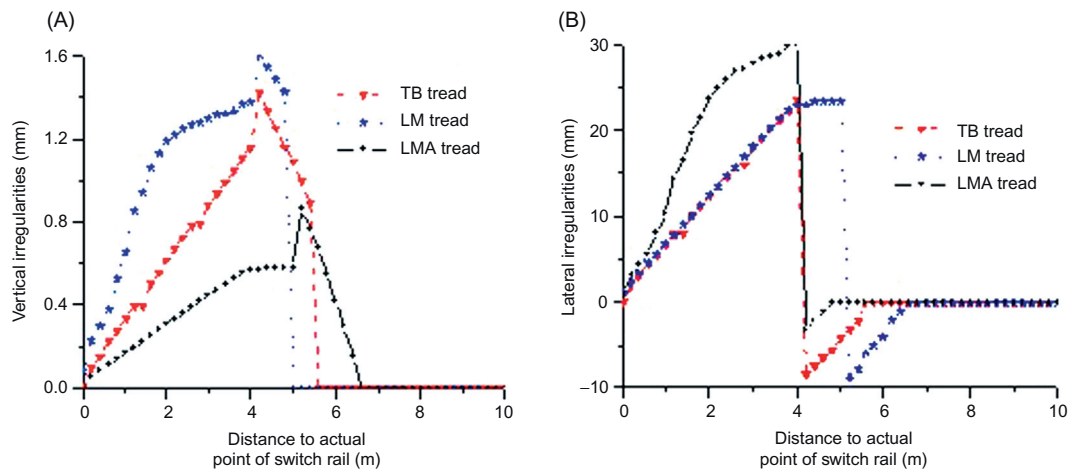 (A)
1.6
1.2
0.8
0.4
0.0
Vertical irregularities (mm)
TB tread
LM tread
LMA tread
0 2 4 6 8 10
Distance to actual
point of switch rail (m)
(B)
30
20
10
0
−10
Lateral irregularities (mm)
TB tread
LM tread
LMA tread
0 2 4 6 8 10
Distance to actual
point of switch rail (m)